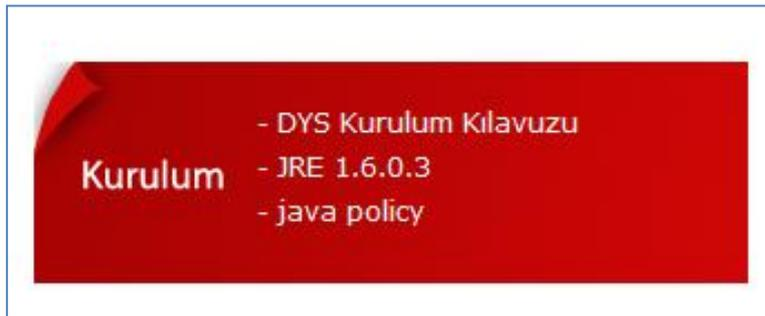 Kurulum
- DYS Kurulum Kılavuzu
- JRE 1.6.0.3
- java policy